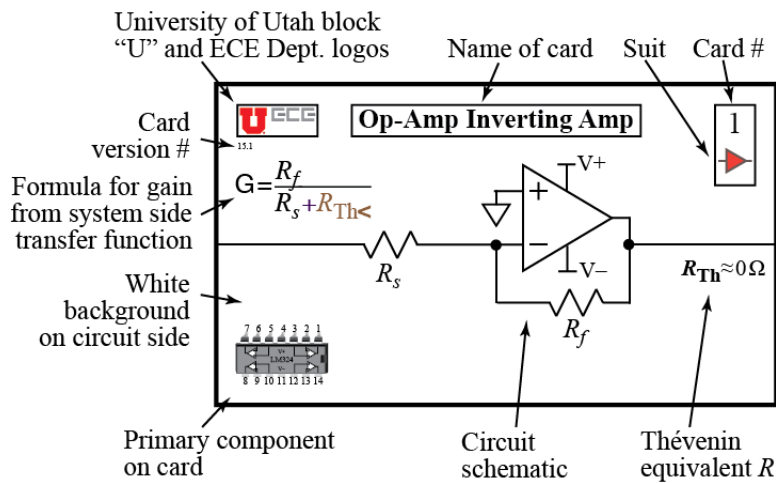 University of Utah block
“U” and ECE Dept. logos
Name of card
Suit
Card #
Card
version #
U ECE
15.1
Op-Amp Inverting Amp
1
Formula for gain
from system side
transfer function
G=R_f/(R_s+R_Th<)
V+
+
−
V−
R_s
R_f
R_Th≈0Ω
White
background
on circuit side
7 6 5 4 3 2 1
V+
LM324
V−
8 9 10 11 12 13 14
Primary component
on card
Circuit
schematic
Thévenin
equivalent R